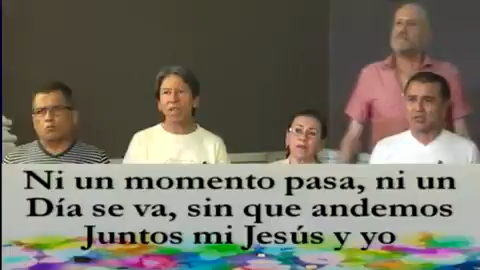 Ni un momento pasa, ni un
Día se va, sin que andemos
Juntos mi Jesús y yo